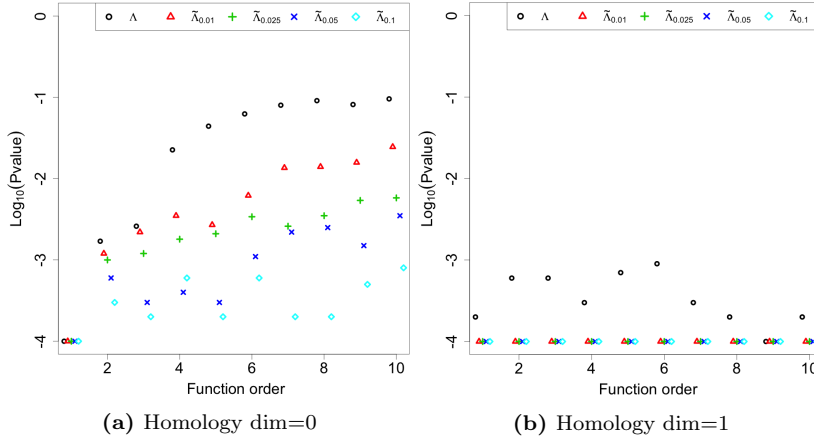 Λ Λ̃0.01 Λ̃0.025 Λ̃0.05 Λ̃0.1
0
-1
-2
-3
-4
Log10(Pvalue)
2 4 6 8 10
Function order
(a) Homology dim=0
Λ Λ̃0.01 Λ̃0.025 Λ̃0.05 Λ̃0.1
0
-1
-2
-3
-4
Log10(Pvalue)
2 4 6 8 10
Function order
(b) Homology dim=1